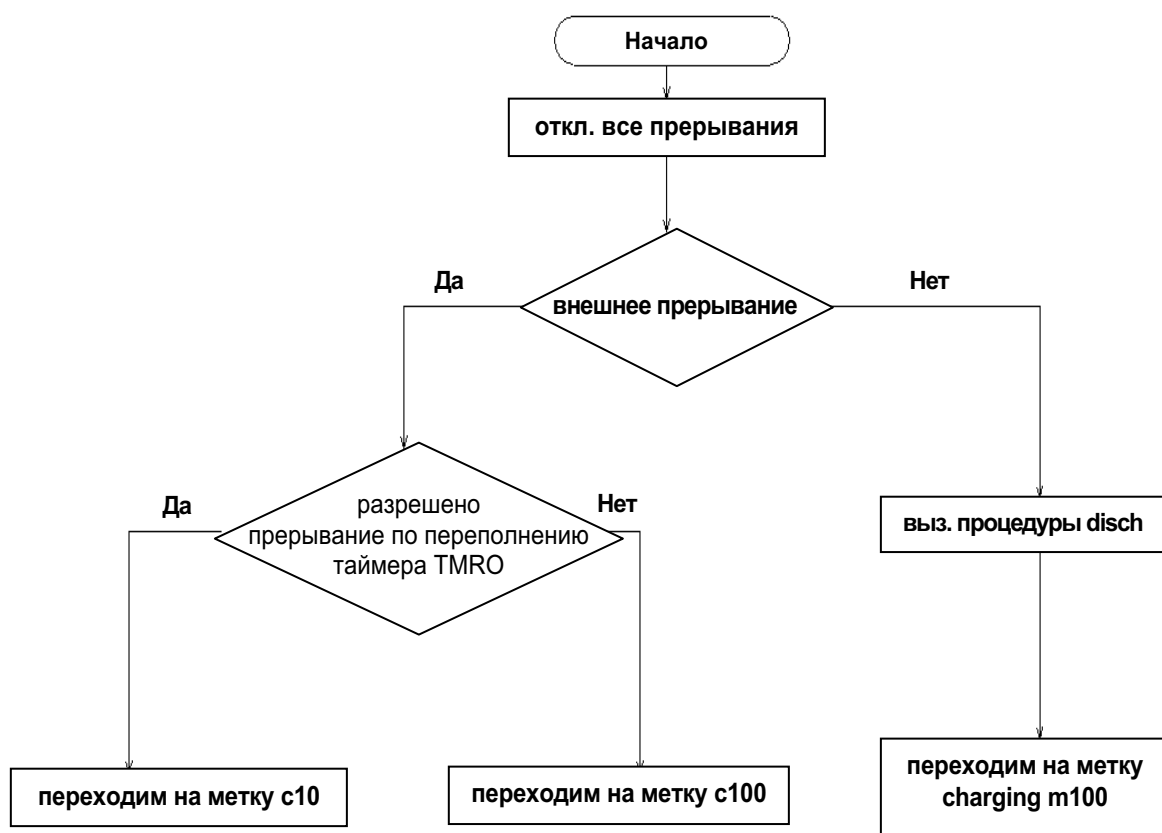 Начало
откл. все прерывания
Да
Нет
внешнее прерывание
Да
разрешено
Нет
прерывание по переполнению
таймера TMRO
выз. процедуры disch
переходим на метку c10
переходим на метку c100
переходим на метку
charging m100